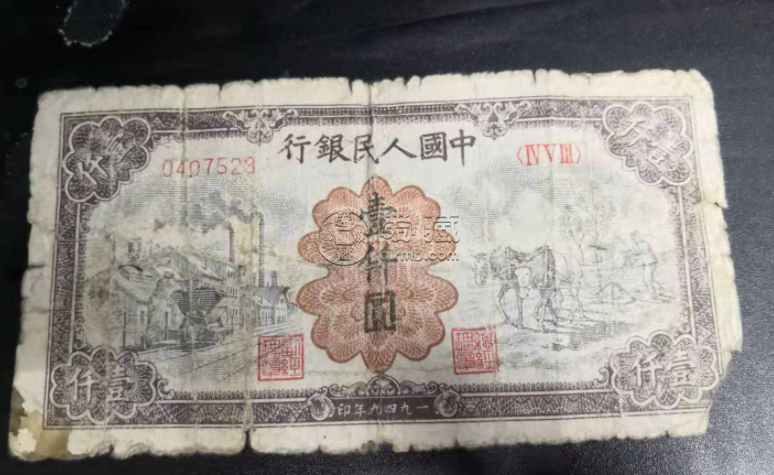 中國人民銀行
〈ⅣⅤⅢ〉
0407523
壹仟圓
壹仟
壹仟
一九四九年印